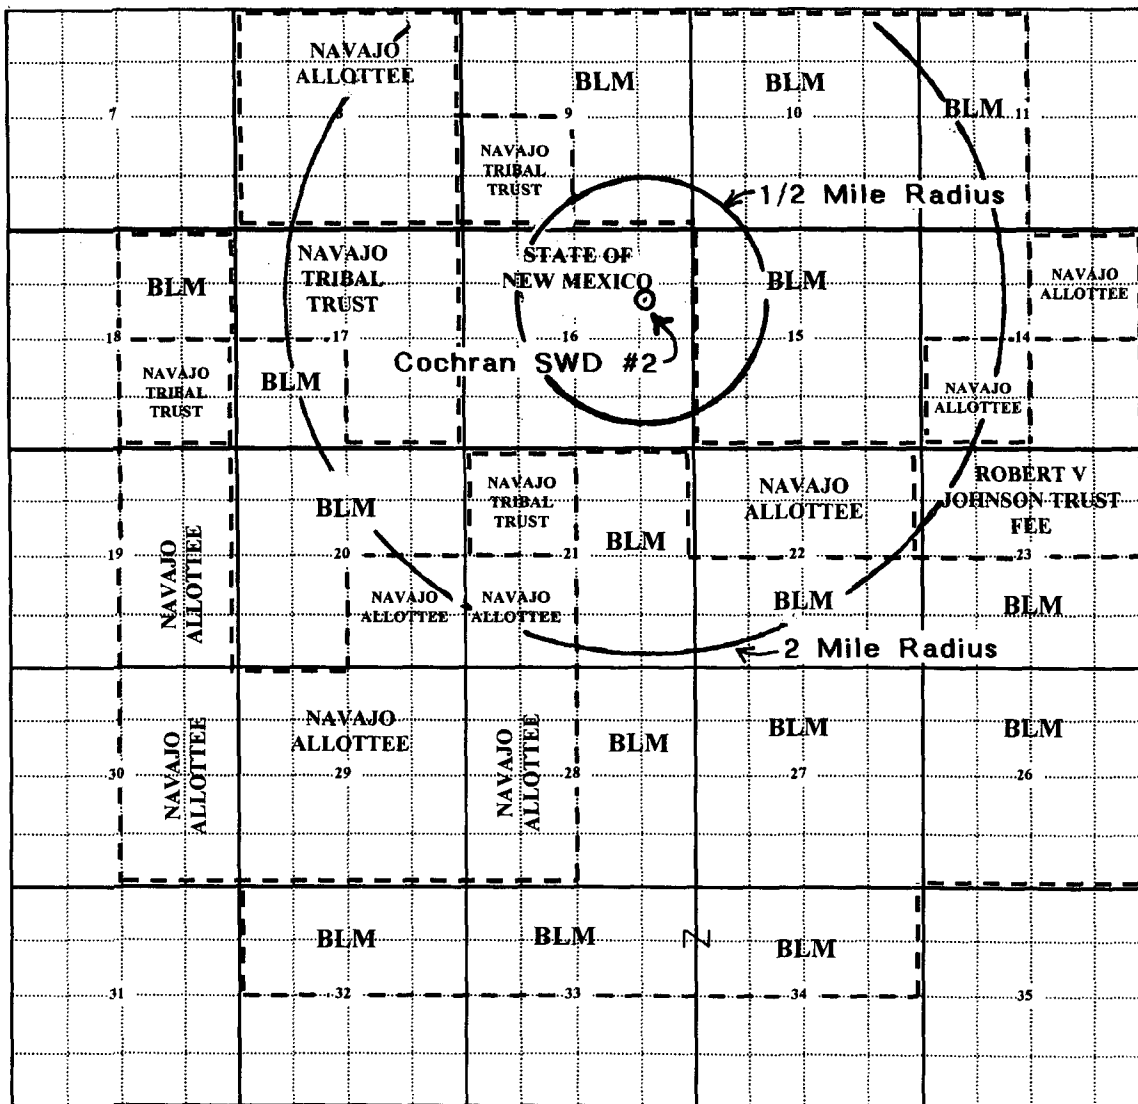 NAVAJO
ALLOTTEE
8
BLM
9
NAVAJO
TRIBAL
TRUST
BLM
10
BLM
11
7
1/2 Mile Radius
BLM
18
NAVAJO
TRIBAL
TRUST
NAVAJO
TRIBAL
TRUST
17
BLM
STATE OF
NEW MEXICO
16
Cochran SWD #2
BLM
15
NAVAJO
ALLOTTEE
14
NAVAJO
ALLOTTEE
19
NAVAJO
ALLOTTEE
BLM
20
NAVAJO
ALLOTTEE
NAVAJO
TRIBAL
TRUST
21
NAVAJO
ALLOTTEE
BLM
NAVAJO
ALLOTTEE
22
BLM
2 Mile Radius
ROBERT V
JOHNSON TRUST
FEE
23
BLM
30
NAVAJO
ALLOTTEE
NAVAJO
ALLOTTEE
29
NAVAJO
ALLOTTEE
28
BLM
BLM
27
BLM
26
31
BLM
32
BLM
33
Z
BLM
34
35